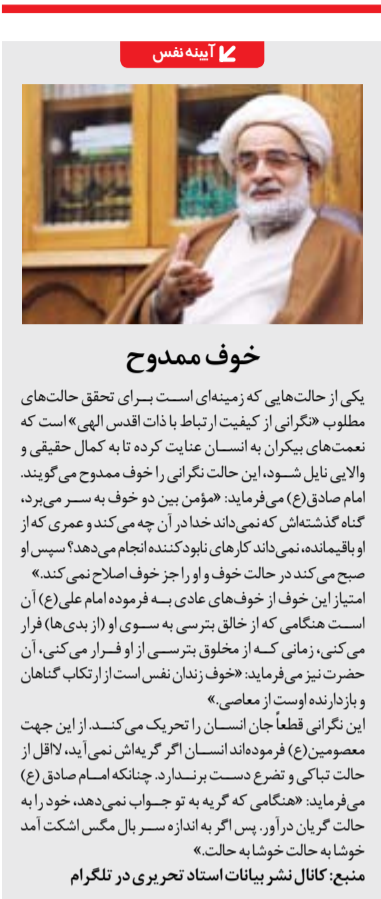 آیینه نفس
خوف ممدوح
یکی از حالت‌هایی که زمینه‌ای است برای تحقق حالت‌های
مطلوب «نگرانی از کیفیت ارتباط با ذات اقدس الهی» است که
نعمت‌های بیکران به انسان عنایت کرده تا به کمال حقیقی و
والایی نایل شود، این حالت نگرانی را خوف ممدوح می‌گویند.
امام صادق(ع) می‌فرماید: «مؤمن بین دو خوف به سر می‌برد،
گناه گذشته‌اش که نمی‌داند خدا در آن چه می‌کند و عمری که از
او باقیمانده، نمی‌داند کارهای نابودکننده انجام می‌دهد؟ سپس او
صبح می‌کند در حالت خوف و او را جز خوف اصلاح نمی‌کند.»
امتیاز این خوف از خوف‌های عادی به فرموده امام علی(ع) آن
است هنگامی که از خالق بترسی به سوی او (از بدی‌ها) فرار
می‌کنی، زمانی که از مخلوق بترسی از او فرار می‌کنی، آن
حضرت نیز می‌فرماید: «خوف زندان نفس است از ارتکاب گناهان
و بازدارنده اوست از معاصی.»
این نگرانی قطعاً جان انسان را تحریک می‌کند. از این جهت
معصومین(ع) فرموده‌اند انسان اگر گریه‌اش نمی‌آید، لااقل از
حالت تباکی و تضرع دست برندارد. چنانکه امام صادق (ع)
می‌فرماید: «هنگامی که گریه به تو جواب نمی‌دهد، خود را به
حالت گریان درآور. پس اگر به اندازه سر بال مگس اشکت آمد
خوشا به حالت خوشا به حالت.»
منبع: کانال نشر بیانات استاد تحریری در تلگرام